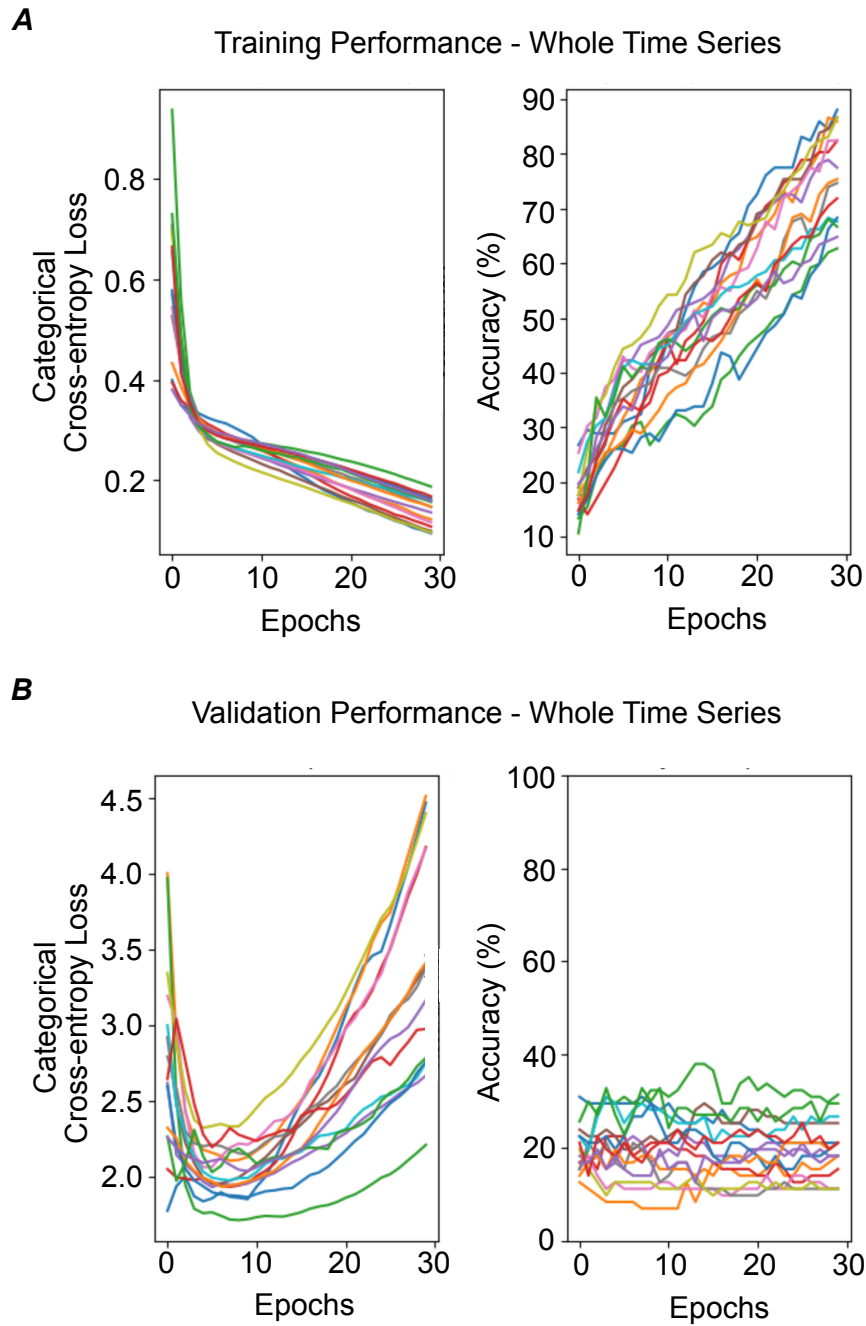 A
Training Performance - Whole Time Series
Categorical
Cross-entropy Loss
0.8
0.6
0.4
0.2
0
10
20
30
Epochs
Accuracy (%)
90
80
70
60
50
40
30
20
10
0
10
20
30
Epochs
B
Validation Performance - Whole Time Series
Categorical
Cross-entropy Loss
4.5
4.0
3.5
3.0
2.5
2.0
0
10
20
30
Epochs
Accuracy (%)
100
80
60
40
20
0
0
10
20
30
Epochs